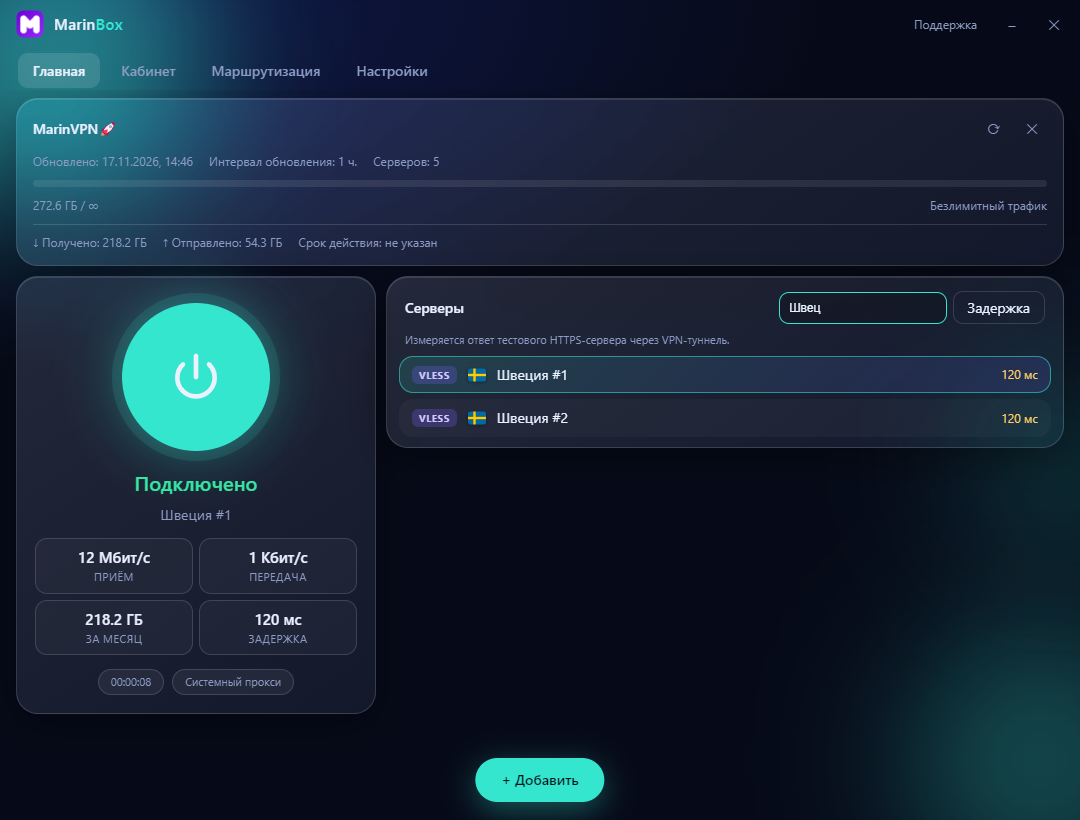 MarinBox
Поддержка
Главная Кабинет Маршрутизация Настройки
MarinVPN🚀
Обновлено: 17.11.2026, 14:46 Интервал обновления: 1 ч. Серверов: 5
272.6 ГБ / ∞ Безлимитный трафик
↓ Получено: 218.2 ГБ ↑ Отправлено: 54.3 ГБ Срок действия: не указан
Подключено
Швеция #1
12 Мбит/с
ПРИЁМ
1 Кбит/с
ПЕРЕДАЧА
218.2 ГБ
ЗА МЕСЯЦ
120 мс
ЗАДЕРЖКА
00:00:08 Системный прокси
Серверы Швец Задержка
Измеряется ответ тестового HTTPS-сервера через VPN-туннель.
VLESS 🇸🇪 Швеция #1 120 мс
VLESS 🇸🇪 Швеция #2 120 мс
+ Добавить